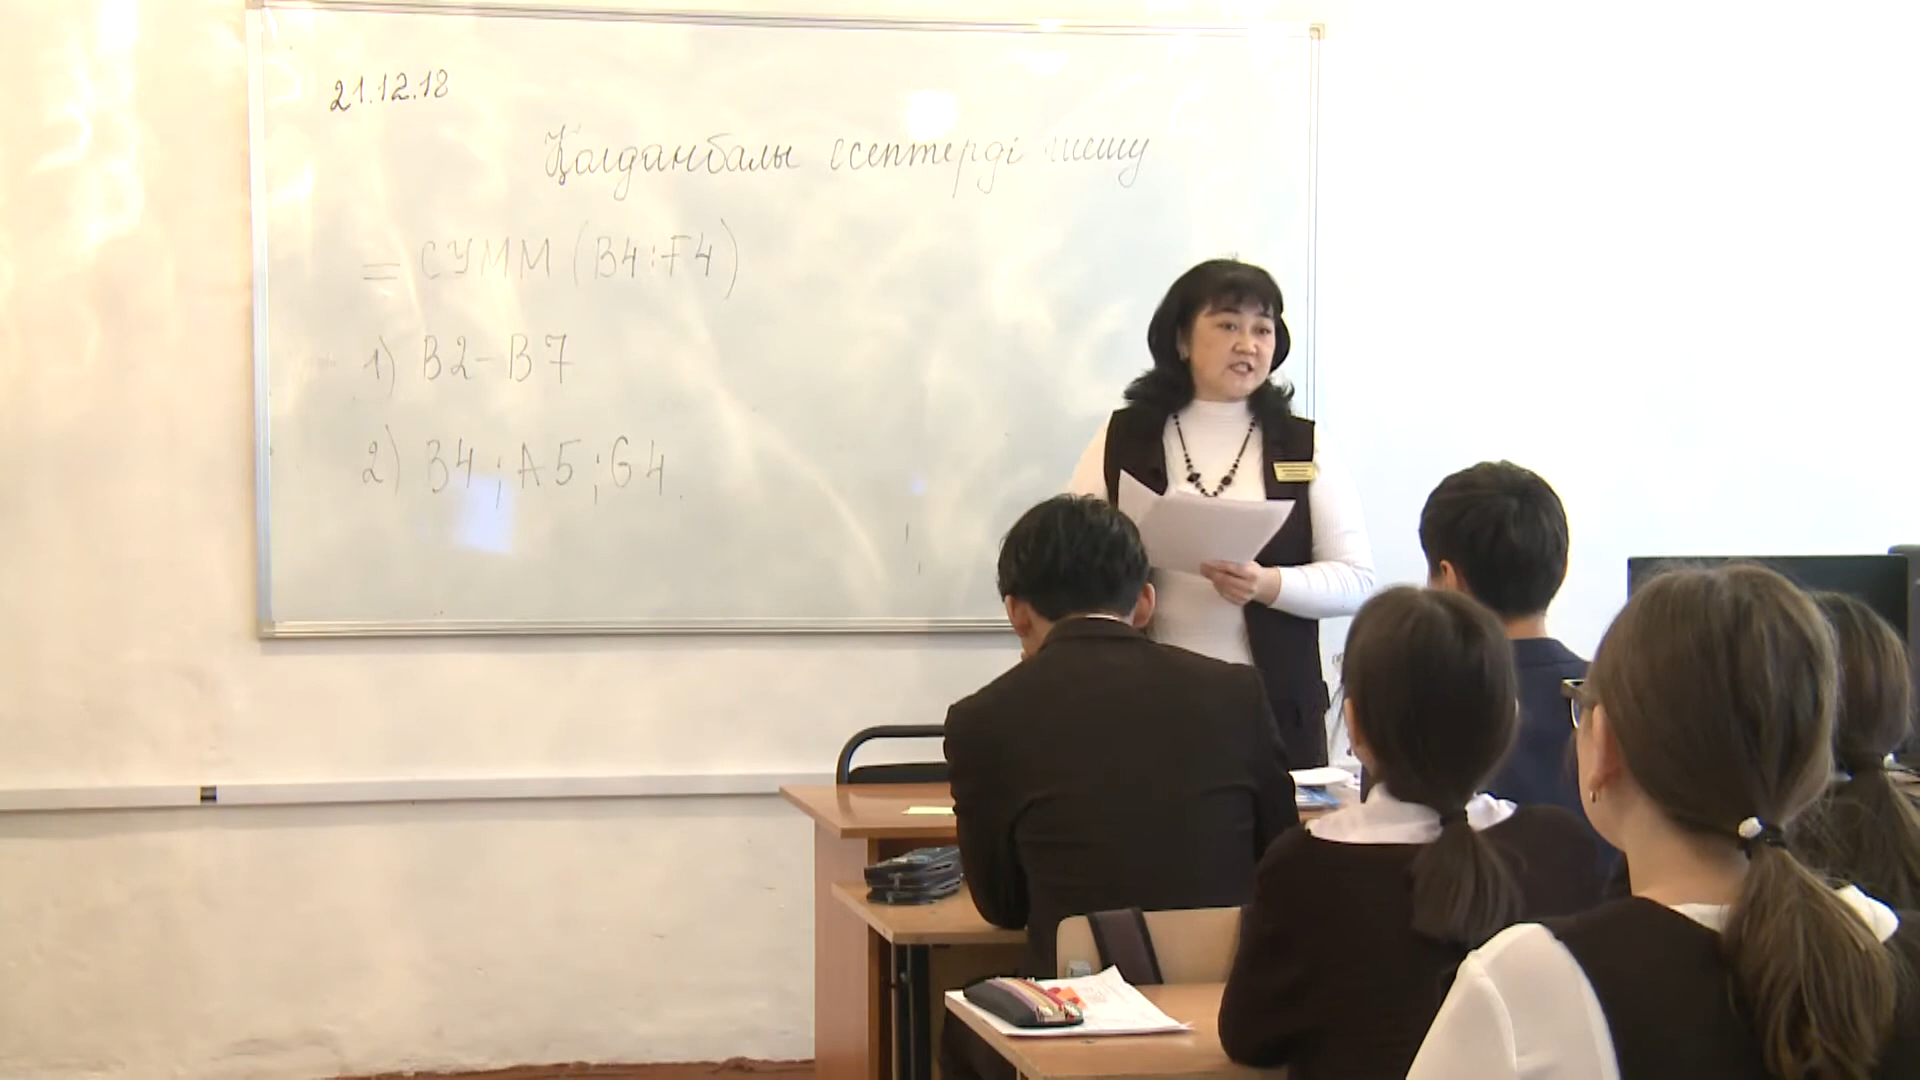 21.12.18
Қолданбалы есептерді шешу
= СУММ (B4:F4)
1) B2-B7
2) B4; A5; G4.